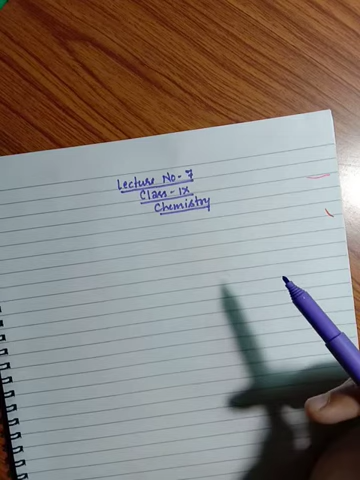 Lecture No - 7
Class - IX
Chemistry